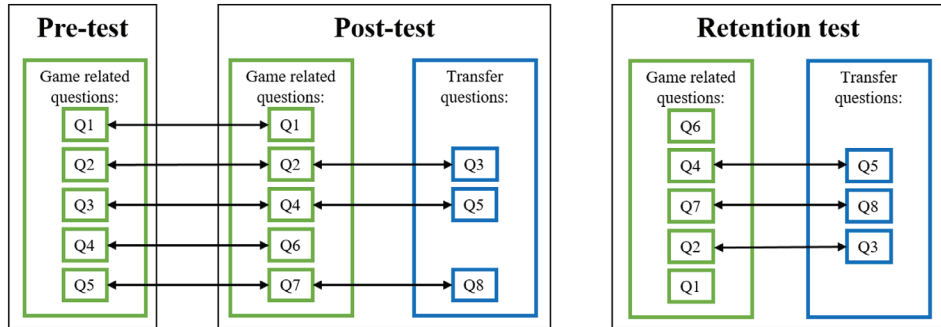 Pre-test
Game related
questions:
Q1
Q2
Q3
Q4
Q5
Post-test
Game related
questions:
Q1
Q2
Q4
Q6
Q7
Transfer
questions:
Q3
Q5
Q8
Retention test
Game related
questions:
Q6
Q4
Q7
Q2
Q1
Transfer
questions:
Q5
Q8
Q3